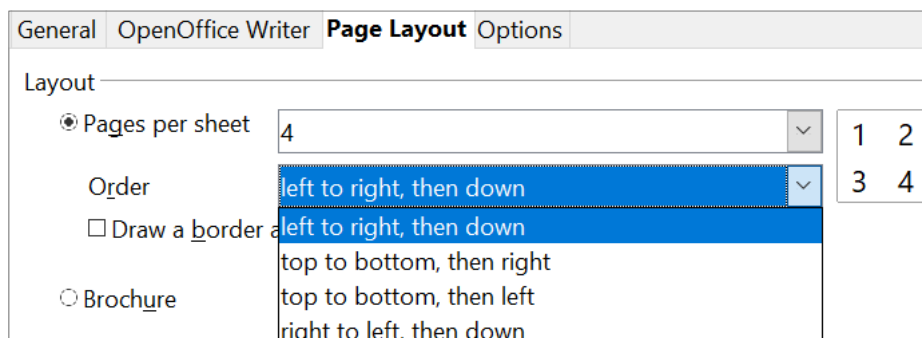 General OpenOffice Writer Page Layout Options
Layout
Pages per sheet 4
1 2
Order left to right, then down
3 4
Draw a border a left to right, then down
top to bottom, then right
Brochure top to bottom, then left
right to left, then down